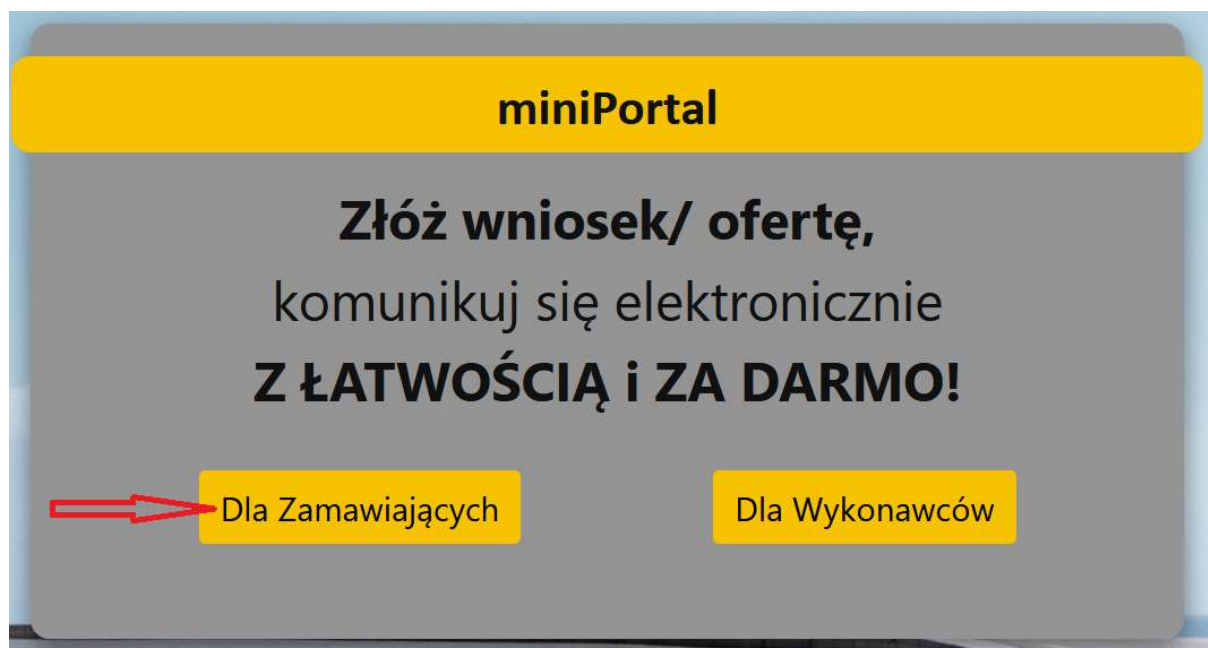 miniPortal
Złóż wniosek/ ofertę,
komunikuj się elektronicznie
Z ŁATWOŚCIĄ i ZA DARMO!
Dla Zamawiających
Dla Wykonawców